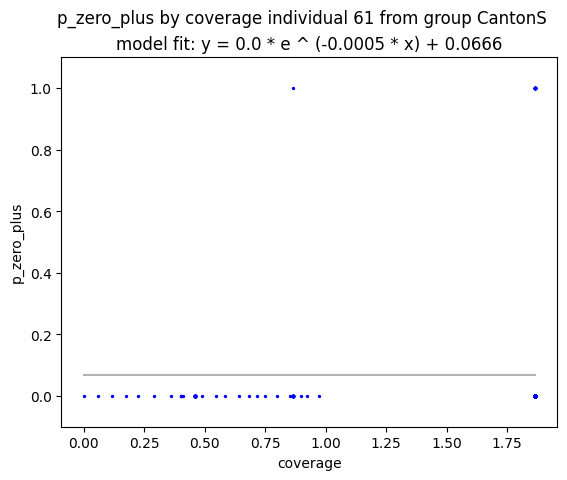 p_zero_plus by coverage individual 61 from group CantonS
model fit: y = 0.0 * e ^ (-0.0005 * x) + 0.0666
1.0
0.8
0.6
0.4
0.2
0.0
p_zero_plus
0.00 0.25 0.50 0.75 1.00 1.25 1.50 1.75
coverage